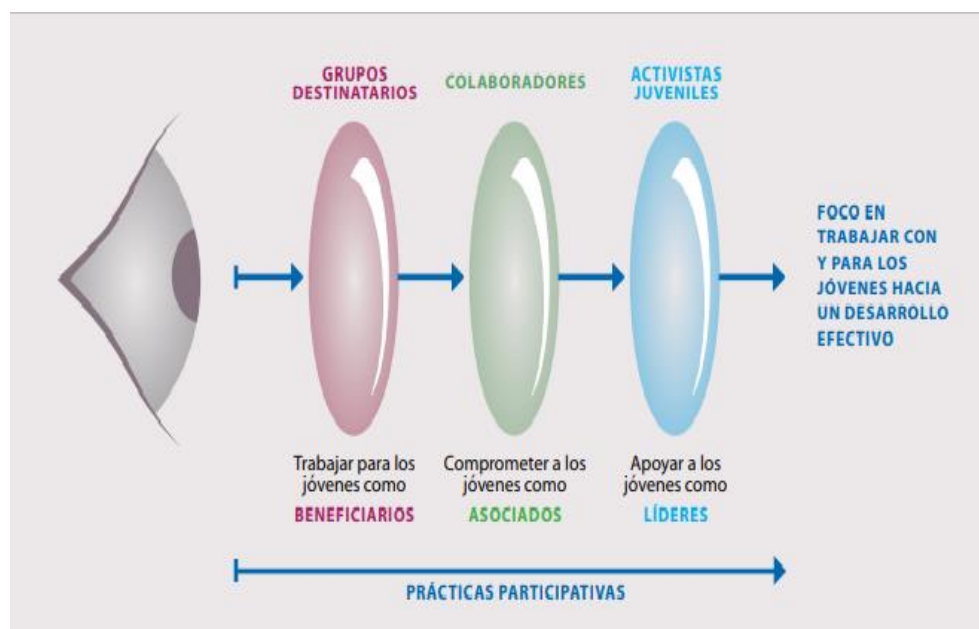 GRUPOS
DESTINATARIOS
COLABORADORES
ACTIVISTAS
JUVENILES
FOCO EN
TRABAJAR CON
Y PARA LOS
JÓVENES HACIA
UN DESARROLLO
EFECTIVO
Trabajar para los
jóvenes como
BENEFICIARIOS
Comprometer a los
jóvenes como
ASOCIADOS
Apoyar a los
jóvenes como
LÍDERES
PRÁCTICAS PARTICIPATIVAS